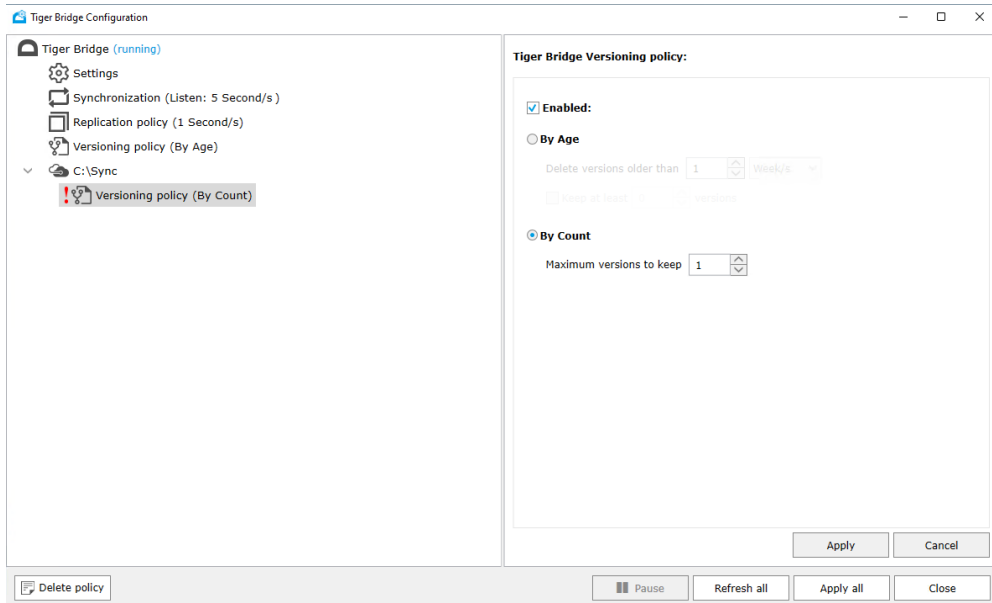 Tiger Bridge Configuration
Tiger Bridge (running)
Settings
Synchronization (Listen: 5 Second/s )
Replication policy (1 Second/s)
Versioning policy (By Age)
C:\Sync
Versioning policy (By Count)
Tiger Bridge Versioning policy:
Enabled:
By Age
Delete versions older than 1 Week/s
Keep at least versions
By Count
Maximum versions to keep 1
Apply Cancel
Delete policy Pause Refresh all Apply all Close